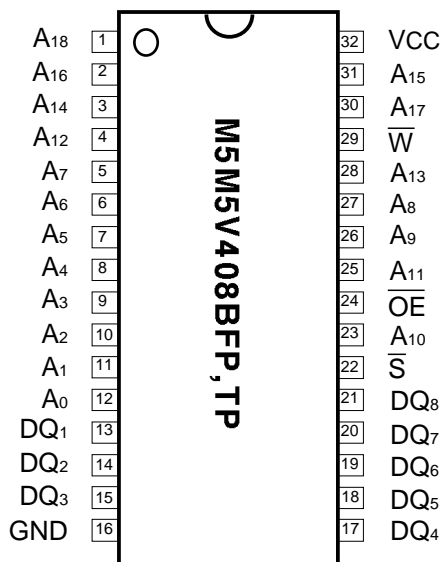 A18 1 32 VCC
A16 2 31 A15
A14 3 30 A17
A12 4 29 W̅
A7 5 28 A13
A6 6 27 A8
A5 7 26 A9
A4 8 25 A11
A3 9 24 O̅E̅
A2 10 23 A10
A1 11 22 S̅
A0 12 21 DQ8
DQ1 13 20 DQ7
DQ2 14 19 DQ6
DQ3 15 18 DQ5
GND 16 17 DQ4
M5M5V408BFP,TP